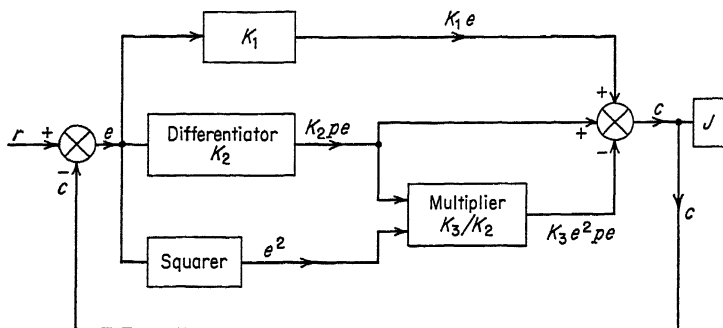 K₁e
K₁
+
r + e
Differentiator
K₂
K₂pe
+
c
J
−
−
c
Multiplier
K₃/K₂
c
Squarer
e²
K₃e²pe